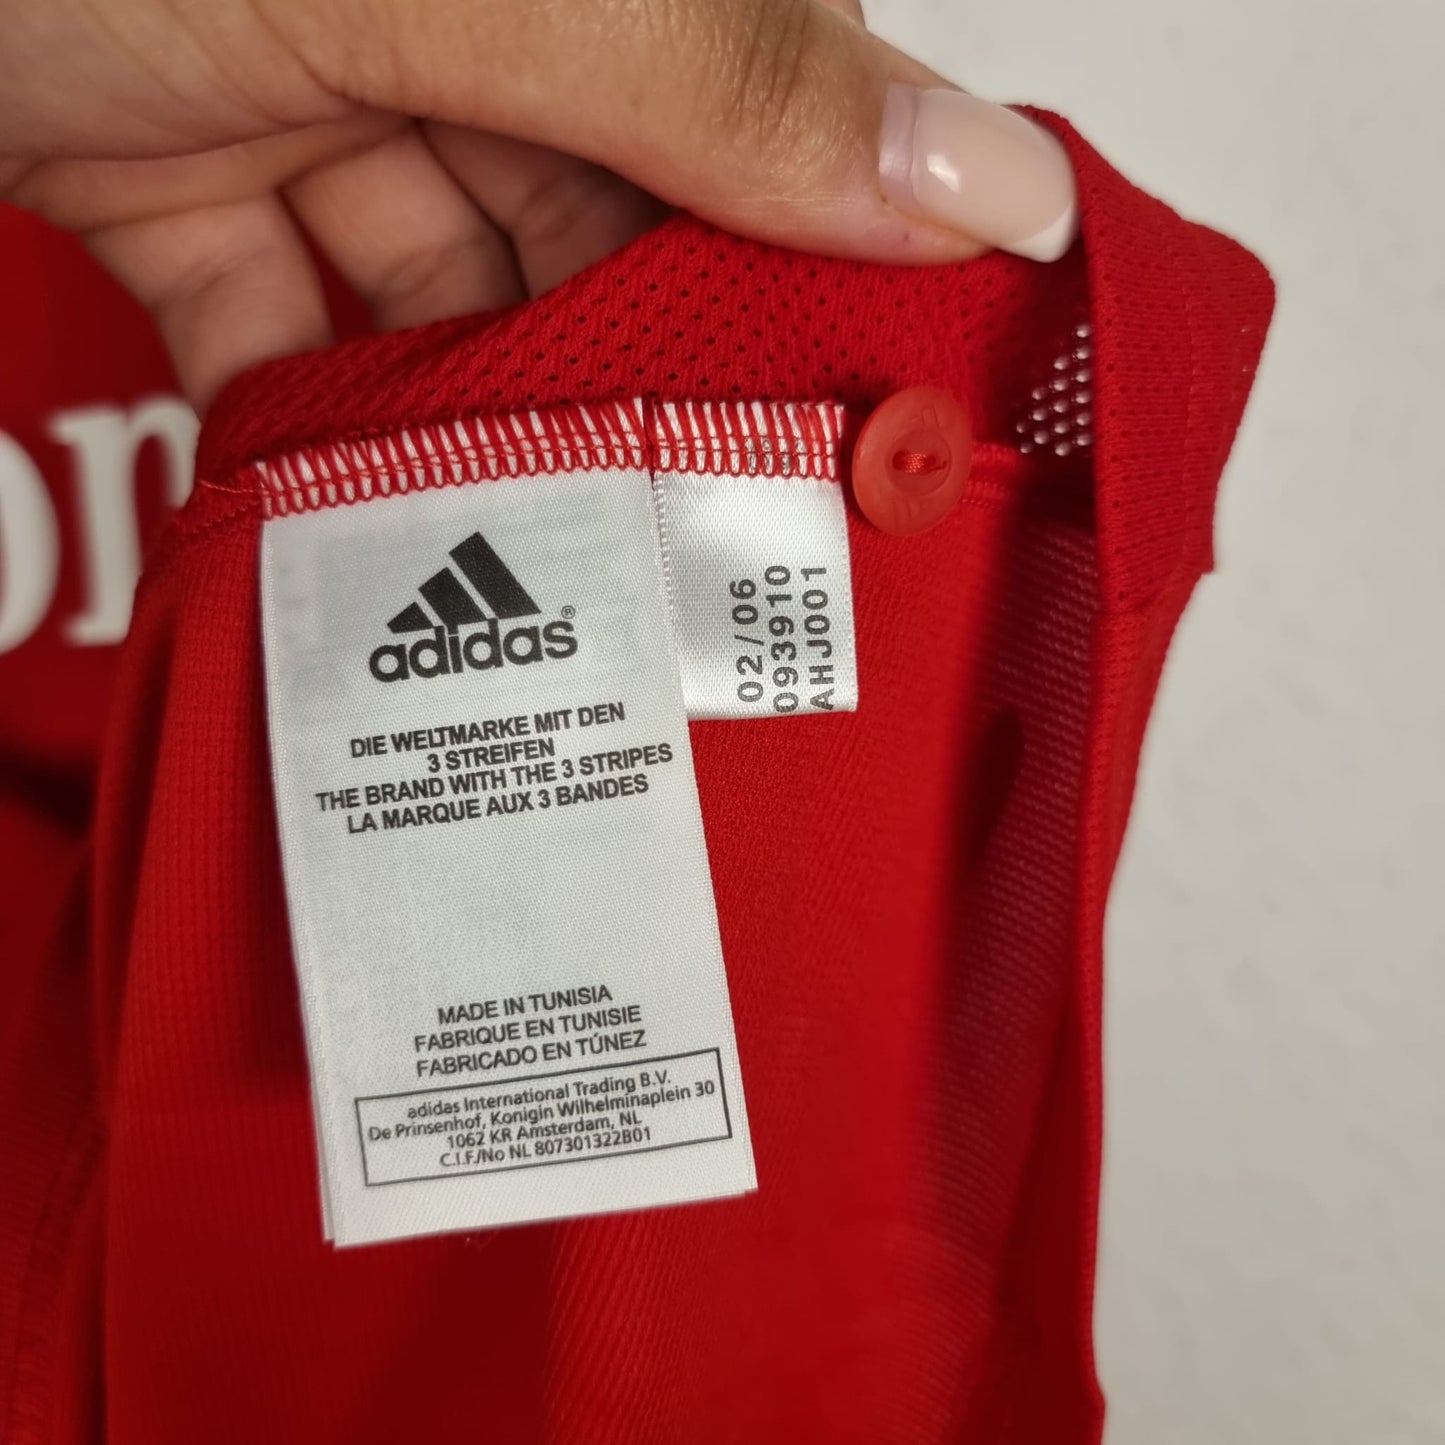 on
adidas®
DIE WELTMARKE MIT DEN
3 STREIFEN
THE BRAND WITH THE 3 STRIPES
LA MARQUE AUX 3 BANDES
MADE IN TUNISIA
FABRIQUE EN TUNISIE
FABRICADO EN TÚNEZ
adidas International Trading B.V.
De Prinsenhof, Konigin Wilhelminaplein 30
1062 KR Amsterdam, NL
C.I.F./No NL 807301322B01
02/06
093910
AHJ001